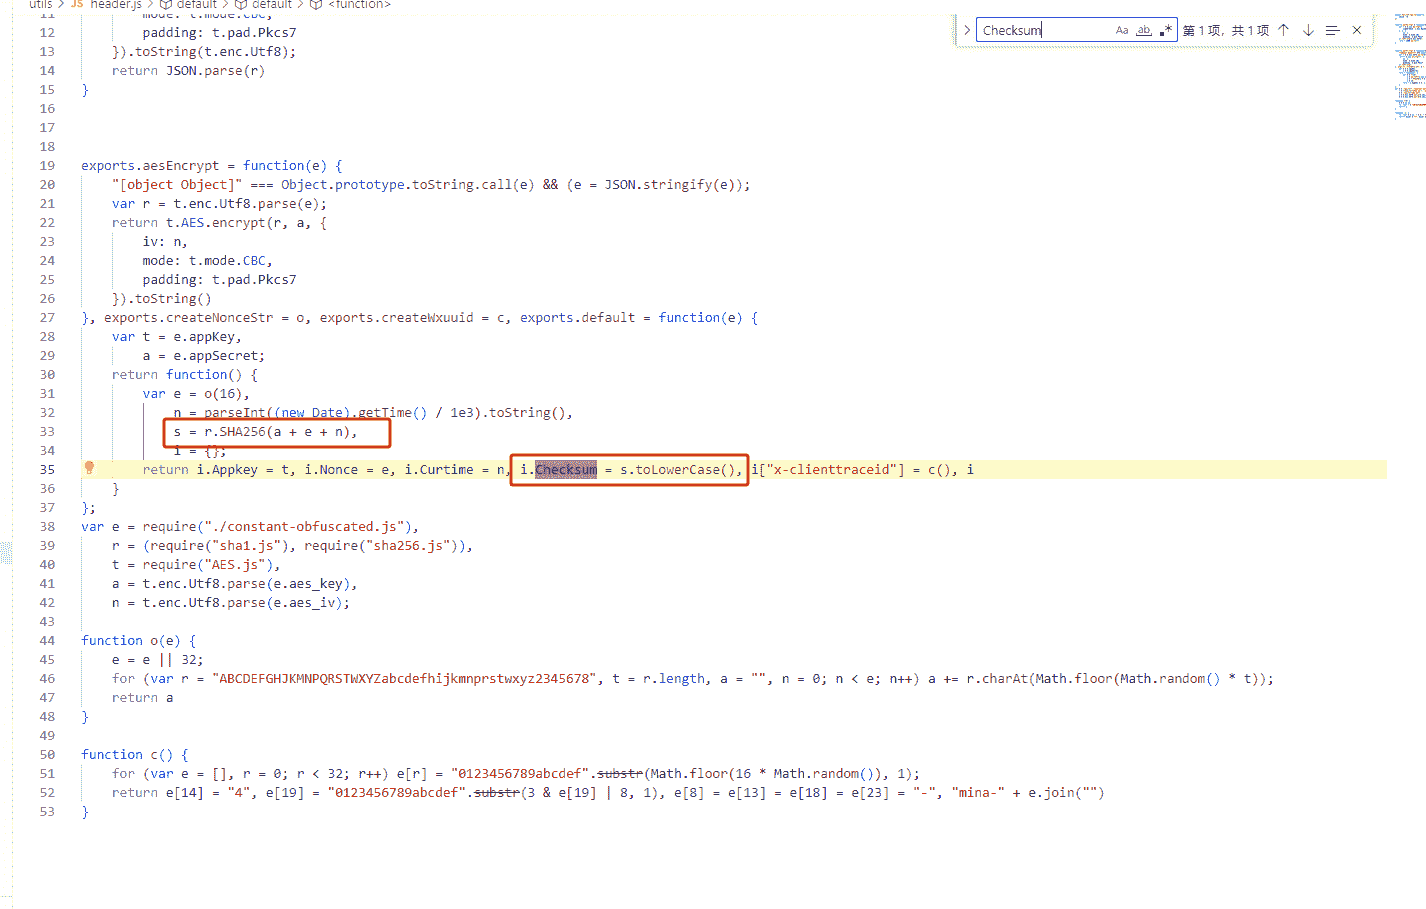 utils > JS header.js > default > default > <function>
Checksum
Aa ab .* 第 1 项, 共 1 项
11 mode: t.mode.CBC,
12 padding: t.pad.Pkcs7
13 }).toString(t.enc.Utf8);
14 return JSON.parse(r)
15 }
16
17
18
19 exports.aesEncrypt = function(e) {
20 "[object Object]" === Object.prototype.toString.call(e) && (e = JSON.stringify(e));
21 var r = t.enc.Utf8.parse(e);
22 return t.AES.encrypt(r, a, {
23 iv: n,
24 mode: t.mode.CBC,
25 padding: t.pad.Pkcs7
26 }).toString()
27 }, exports.createNonceStr = o, exports.createWxuuid = c, exports.default = function(e) {
28 var t = e.appKey,
29 a = e.appSecret;
30 return function() {
31 var e = o(16),
32 n = parseInt((new Date).getTime() / 1e3).toString(),
33 s = r.SHA256(a + e + n),
34 i = {};
35 return i.Appkey = t, i.Nonce = e, i.Curtime = n, i.Checksum = s.toLowerCase(), i["x-clienttraceid"] = c(), i
36 }
37 };
38 var e = require("./constant-obfuscated.js"),
39 r = (require("sha1.js"), require("sha256.js")),
40 t = require("AES.js"),
41 a = t.enc.Utf8.parse(e.aes_key),
42 n = t.enc.Utf8.parse(e.aes_iv);
43
44 function o(e) {
45 e = e || 32;
46 for (var r = "ABCDEFGHJKMNPQRSTWXYZabcdefhijkmnprstwxyz2345678", t = r.length, a = "", n = 0; n < e; n++) a += r.charAt(Math.floor(Math.random() * t));
47 return a
48 }
49
50 function c() {
51 for (var e = [], r = 0; r < 32; r++) e[r] = "0123456789abcdef".substr(Math.floor(16 * Math.random()), 1);
52 return e[14] = "4", e[19] = "0123456789abcdef".substr(3 & e[19] | 8, 1), e[8] = e[13] = e[18] = e[23] = "-", "mina-" + e.join("")
53 }